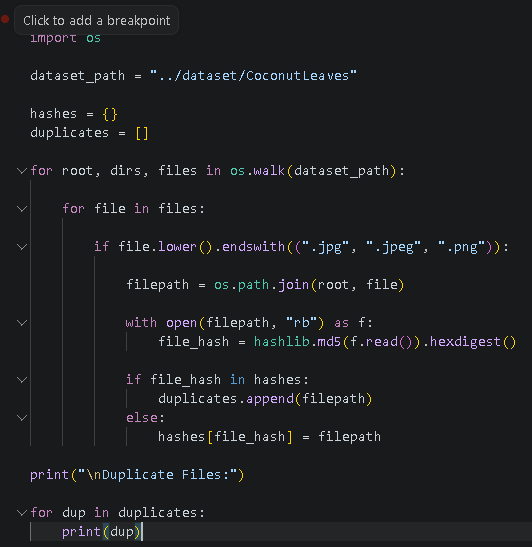 Click to add a breakpoint
import os
dataset_path = "../dataset/CoconutLeaves"
hashes = {}
duplicates = []
for root, dirs, files in os.walk(dataset_path):
for file in files:
if file.lower().endswith((".jpg", ".jpeg", ".png")):
filepath = os.path.join(root, file)
with open(filepath, "rb") as f:
file_hash = hashlib.md5(f.read()).hexdigest()
if file_hash in hashes:
duplicates.append(filepath)
else:
hashes[file_hash] = filepath
print("\nDuplicate Files:")
for dup in duplicates:
print(dup)